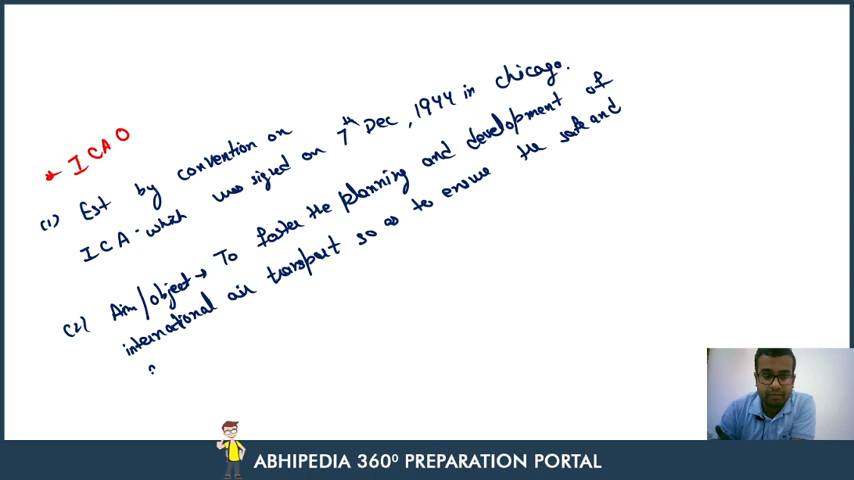 * ICAO
(1) Est by convention on
ICA - which was signed on 7th Dec, 1944 in chicago.
(2) Aim/object → To foster the planning and development of
international air transport so as to ensure the safe and
ABHIPEDIA 360⁰ PREPARATION PORTAL